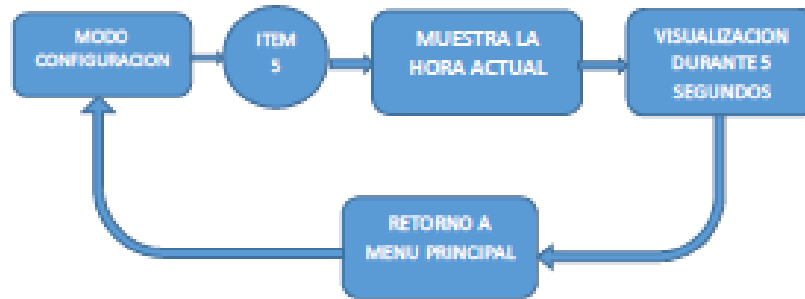 MODO
CONFIGURACION
ITEM
5
MUESTRA LA
HORA ACTUAL
VISUALIZACION
DURANTE 5
SEGUNDOS
RETORNO A
MENU PRINCIPAL